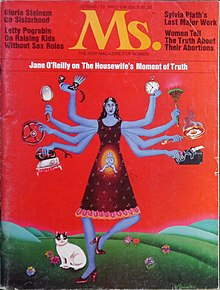 Gloria Steinem
On Sisterhood
Letty Pogrebin
On Raising Kids
Without Sex Roles
Ms.
THE NEW MAGAZINE FOR WOMEN
Sylvia Plath's
Last Major Work
Women Tell
The Truth About
Their Abortions
Jane O'Reilly on The Housewife's Moment of Truth